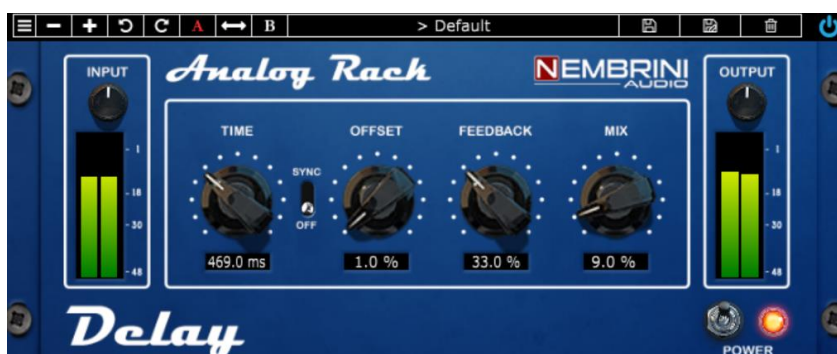 A B > Default
INPUT Analog Rack NEMBRINI AUDIO OUTPUT
TIME OFFSET FEEDBACK MIX
SYNC
OFF
469.0 ms 1.0 % 33.0 % 9.0 %
- 1 - 1
- 18 - 18
- 30 - 30
- 48 - 48
Delay
POWER